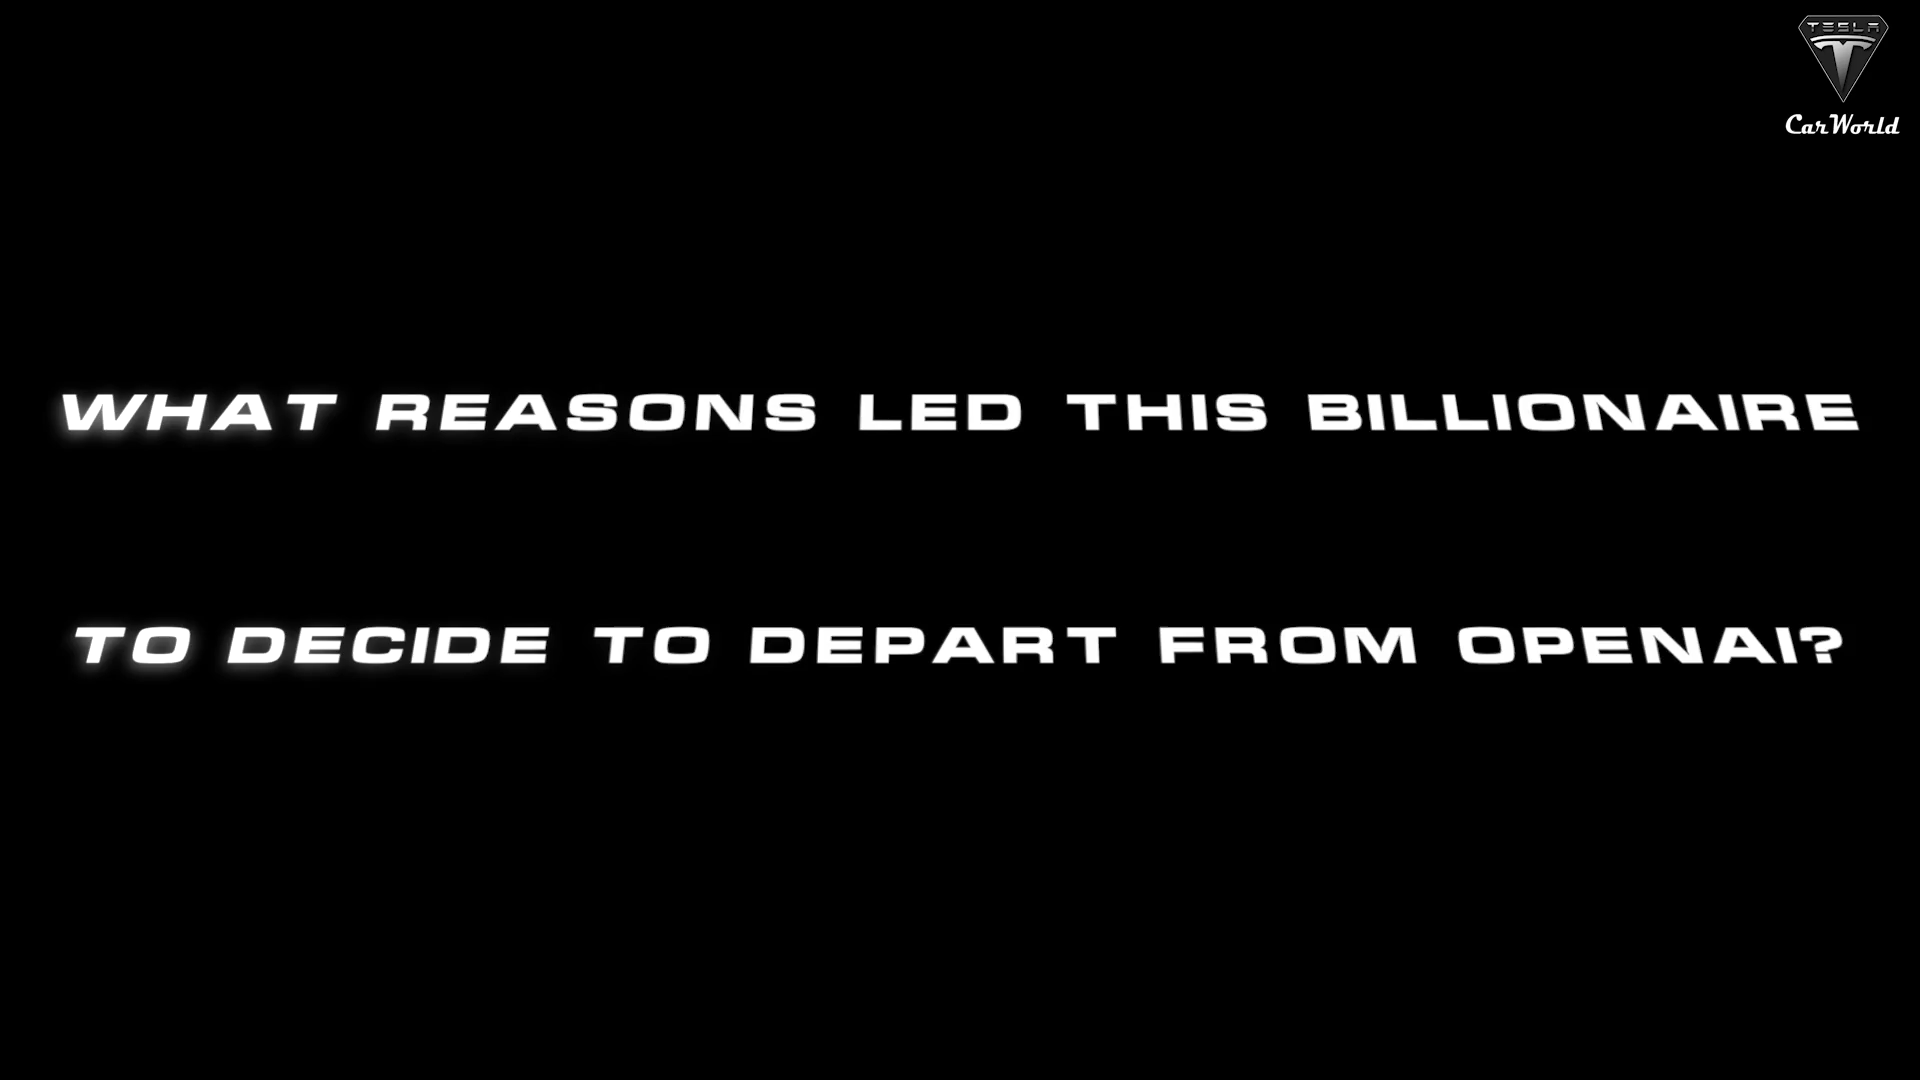 TESLA
CarWorld
WHAT REASONS LED THIS BILLIONAIRE
TO DECIDE TO DEPART FROM OPENAI?